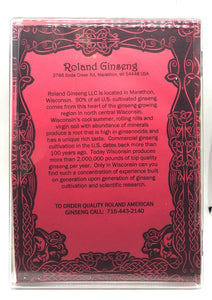 Roland Ginseng
2786 Soda Creek Rd, Marathon, WI 54448 USA
Roland Ginseng LLC is located in Marathon,
Wisconsin. 90% of all U.S. cultivated ginseng
comes from this heart of the ginseng growing
region in north central Wisconsin.
Wisconsin's cool summer, rolling hills and
virgin soil with abundance of minerals
produce a root that is high in ginsenoside and
has a unique rich taste. Commercial ginseng
cultivation in the U.S. dates back more than
100 years ago. Today Wisconsin produces
more than 2,000,000 pounds of top quality
ginseng per year. Only in Wisconsin can you
find such a concentration of experience built
on generation upon generation of ginseng
cultivation and scientific research.
TO ORDER QUALITY ROLAND AMERICAN
GINSENG CALL: 715-443-2140